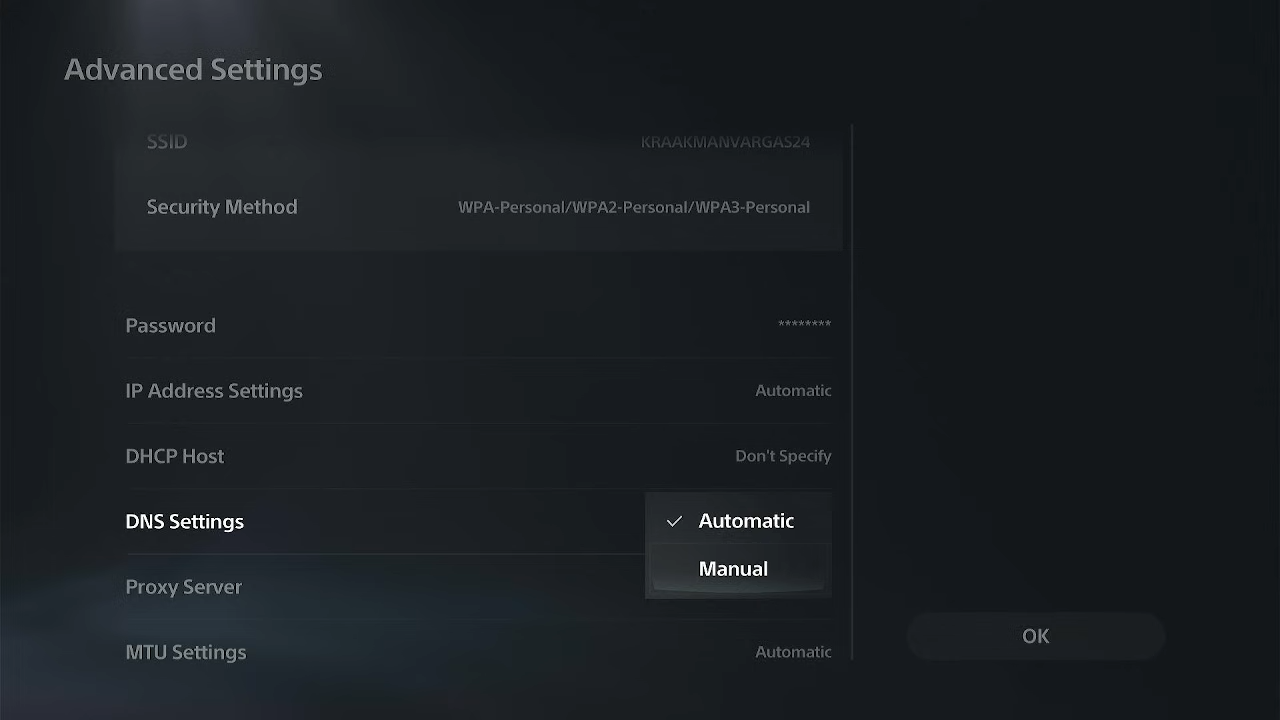 Advanced Settings
SSID KRAAKMANVARGAS24
Security Method WPA-Personal/WPA2-Personal/WPA3-Personal
Password ********
IP Address Settings Automatic
DHCP Host Don't Specify
DNS Settings Automatic
Manual
Proxy Server
OK
MTU Settings Automatic